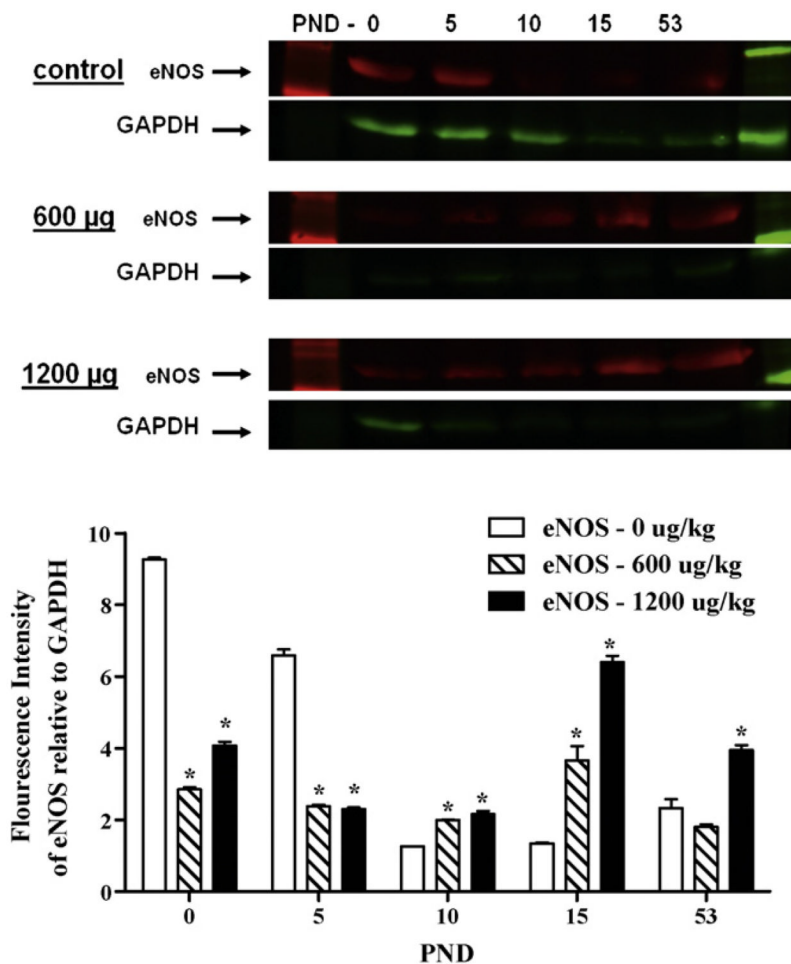 PND - 0 5 10 15 53
control eNOS
GAPDH
600 µg eNOS
GAPDH
1200 µg eNOS
GAPDH
eNOS - 0 ug/kg
eNOS - 600 ug/kg
eNOS - 1200 ug/kg
Flourescence Intensity
of eNOS relative to GAPDH
10
8
6
4
2
0
* * * * * * * * *
0 5 10 15 53
PND